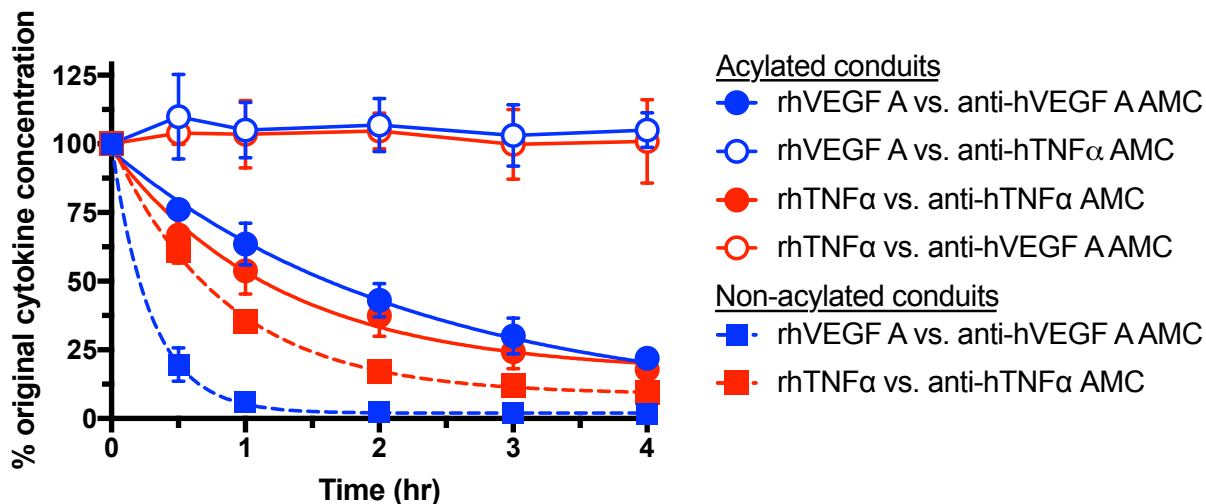 % original cytokine concentration
125
100
75
50
25
0
0 1 2 3 4
Time (hr)
Acylated conduits
rhVEGF A vs. anti-hVEGF A AMC
rhVEGF A vs. anti-hTNFα AMC
rhTNFα vs. anti-hTNFα AMC
rhTNFα vs. anti-hVEGF A AMC
Non-acylated conduits
rhVEGF A vs. anti-hVEGF A AMC
rhTNFα vs. anti-hTNFα AMC